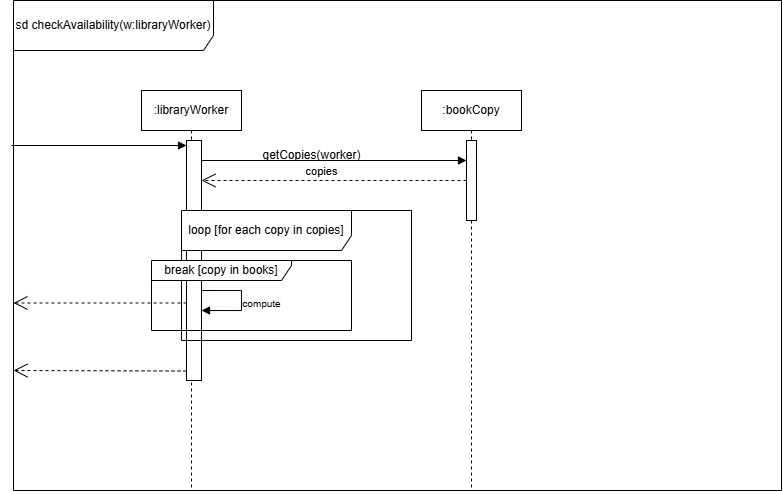 sd checkAvailability(w:libraryWorker)
:libraryWorker
:bookCopy
getCopies(worker)
copies
loop [for each copy in copies]
break [copy in books]
compute